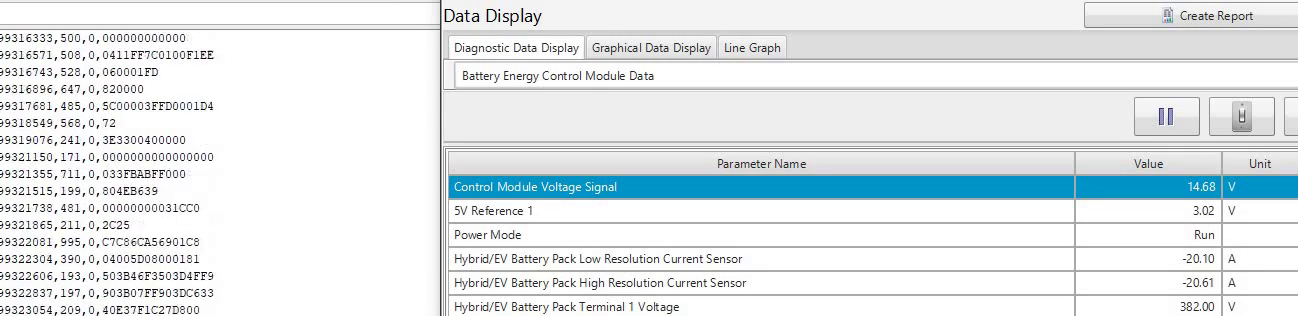 99316333,500,0,000000000000
99316571,508,0,0411FF7C0100F1EE
99316743,528,0,060001FD
99316896,647,0,820000
99317681,485,0,5C00003FFD0001D4
99318549,568,0,72
99319076,241,0,3E3300400000
99321150,171,0,0000000000000000
99321355,711,0,033FBABFF000
99321515,199,0,804EB639
99321738,481,0,00000000031CC0
99321865,211,0,2C25
99322081,995,0,C7C86CA56901C8
99322304,390,0,04005D08000181
99322606,193,0,503B46F3503D4FF9
99322837,197,0,903B07FF903DC633
99323054,209,0,40E37F1C27D800
Data Display
Create Report
Diagnostic Data Display Graphical Data Display Line Graph
Battery Energy Control Module Data
Parameter Name Value Unit
Control Module Voltage Signal 14.68 V
5V Reference 1 3.02 V
Power Mode Run
Hybrid/EV Battery Pack Low Resolution Current Sensor -20.10 A
Hybrid/EV Battery Pack High Resolution Current Sensor -20.61 A
Hybrid/EV Battery Pack Terminal 1 Voltage 382.00 V